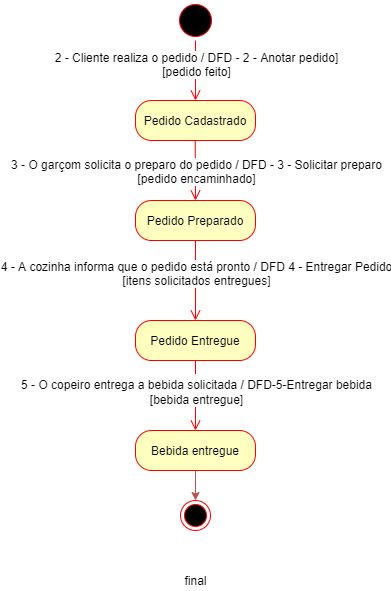 2 - Cliente realiza o pedido / DFD - 2 - Anotar pedido]
[pedido feito]
Pedido Cadastrado
3 - O garçom solicita o preparo do pedido / DFD - 3 - Solicitar preparo
[pedido encaminhado]
Pedido Preparado
4 - A cozinha informa que o pedido está pronto / DFD 4 - Entregar Pedido
[itens solicitados entregues]
Pedido Entregue
5 - O copeiro entrega a bebida solicitada / DFD-5-Entregar bebida
[bebida entregue]
Bebida entregue
final